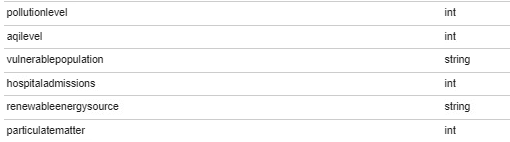 pollutionlevel int
aqilevel int
vulnerablepopulation string
hospitaladmissions int
renewableenergysource string
particulatematter int